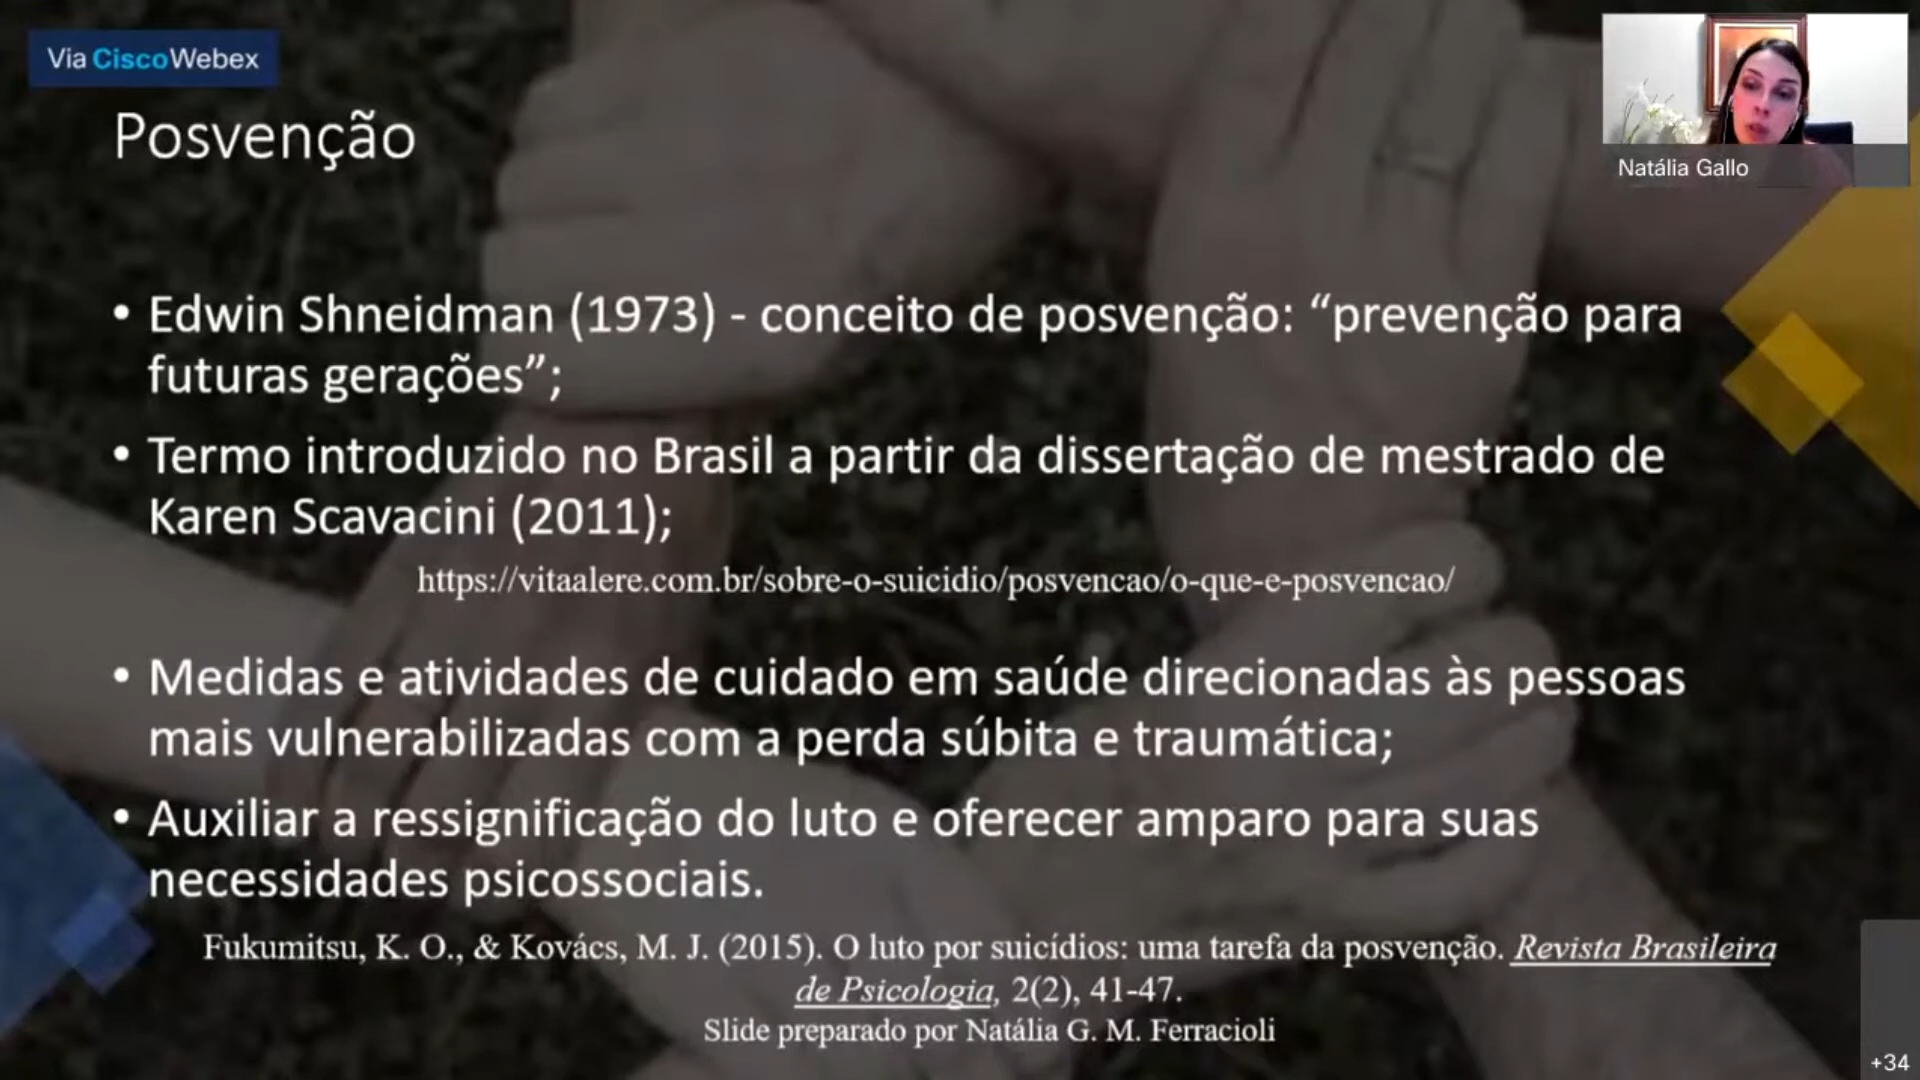 Via CiscoWebex
Natália Gallo
Posvenção
• Edwin Shneidman (1973) - conceito de posvenção: “prevenção para
futuras gerações”;
• Termo introduzido no Brasil a partir da dissertação de mestrado de
Karen Scavacini (2011);
https://vitaalere.com.br/sobre-o-suicidio/posvencao/o-que-e-posvencao/
• Medidas e atividades de cuidado em saúde direcionadas às pessoas
mais vulnerabilizadas com a perda súbita e traumática;
• Auxiliar a ressignificação do luto e oferecer amparo para suas
necessidades psicossociais.
Fukumitsu, K. O., & Kovács, M. J. (2015). O luto por suicídios: uma tarefa da posvenção. Revista Brasileira
de Psicologia, 2(2), 41-47.
Slide preparado por Natália G. M. Ferracioli
+34